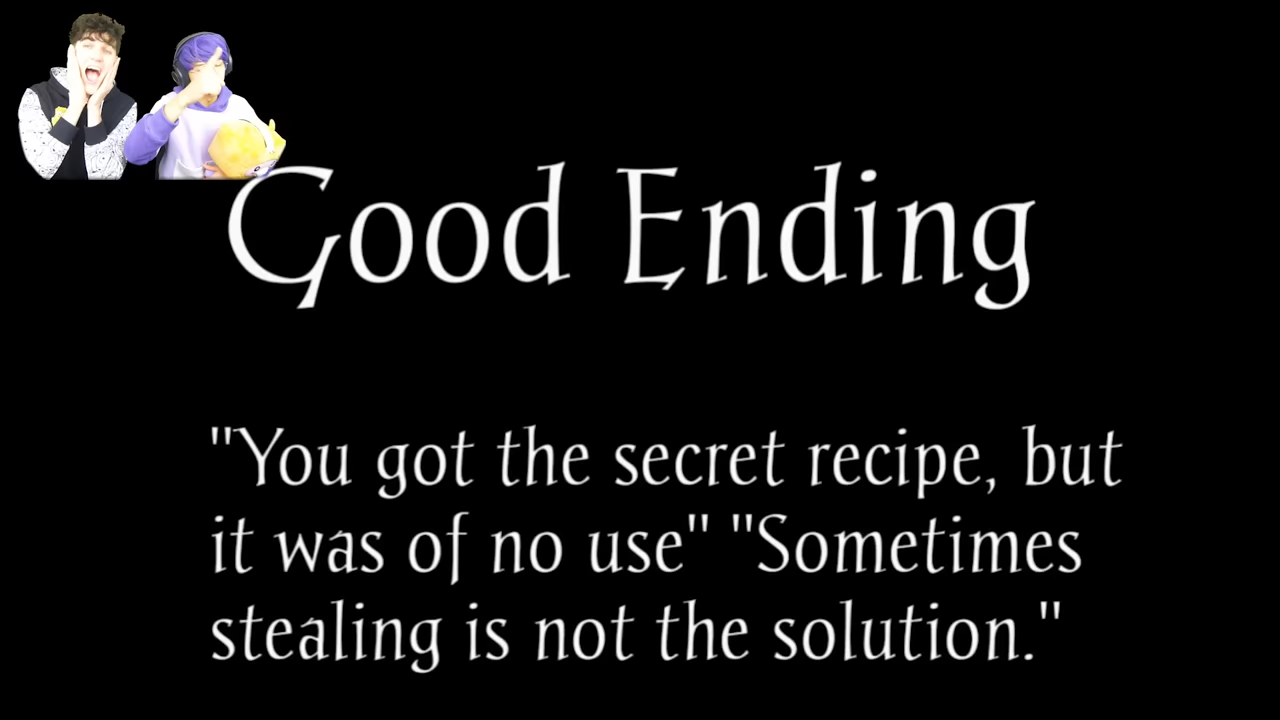 Good Ending
"You got the secret recipe, but
it was of no use" "Sometimes
stealing is not the solution."